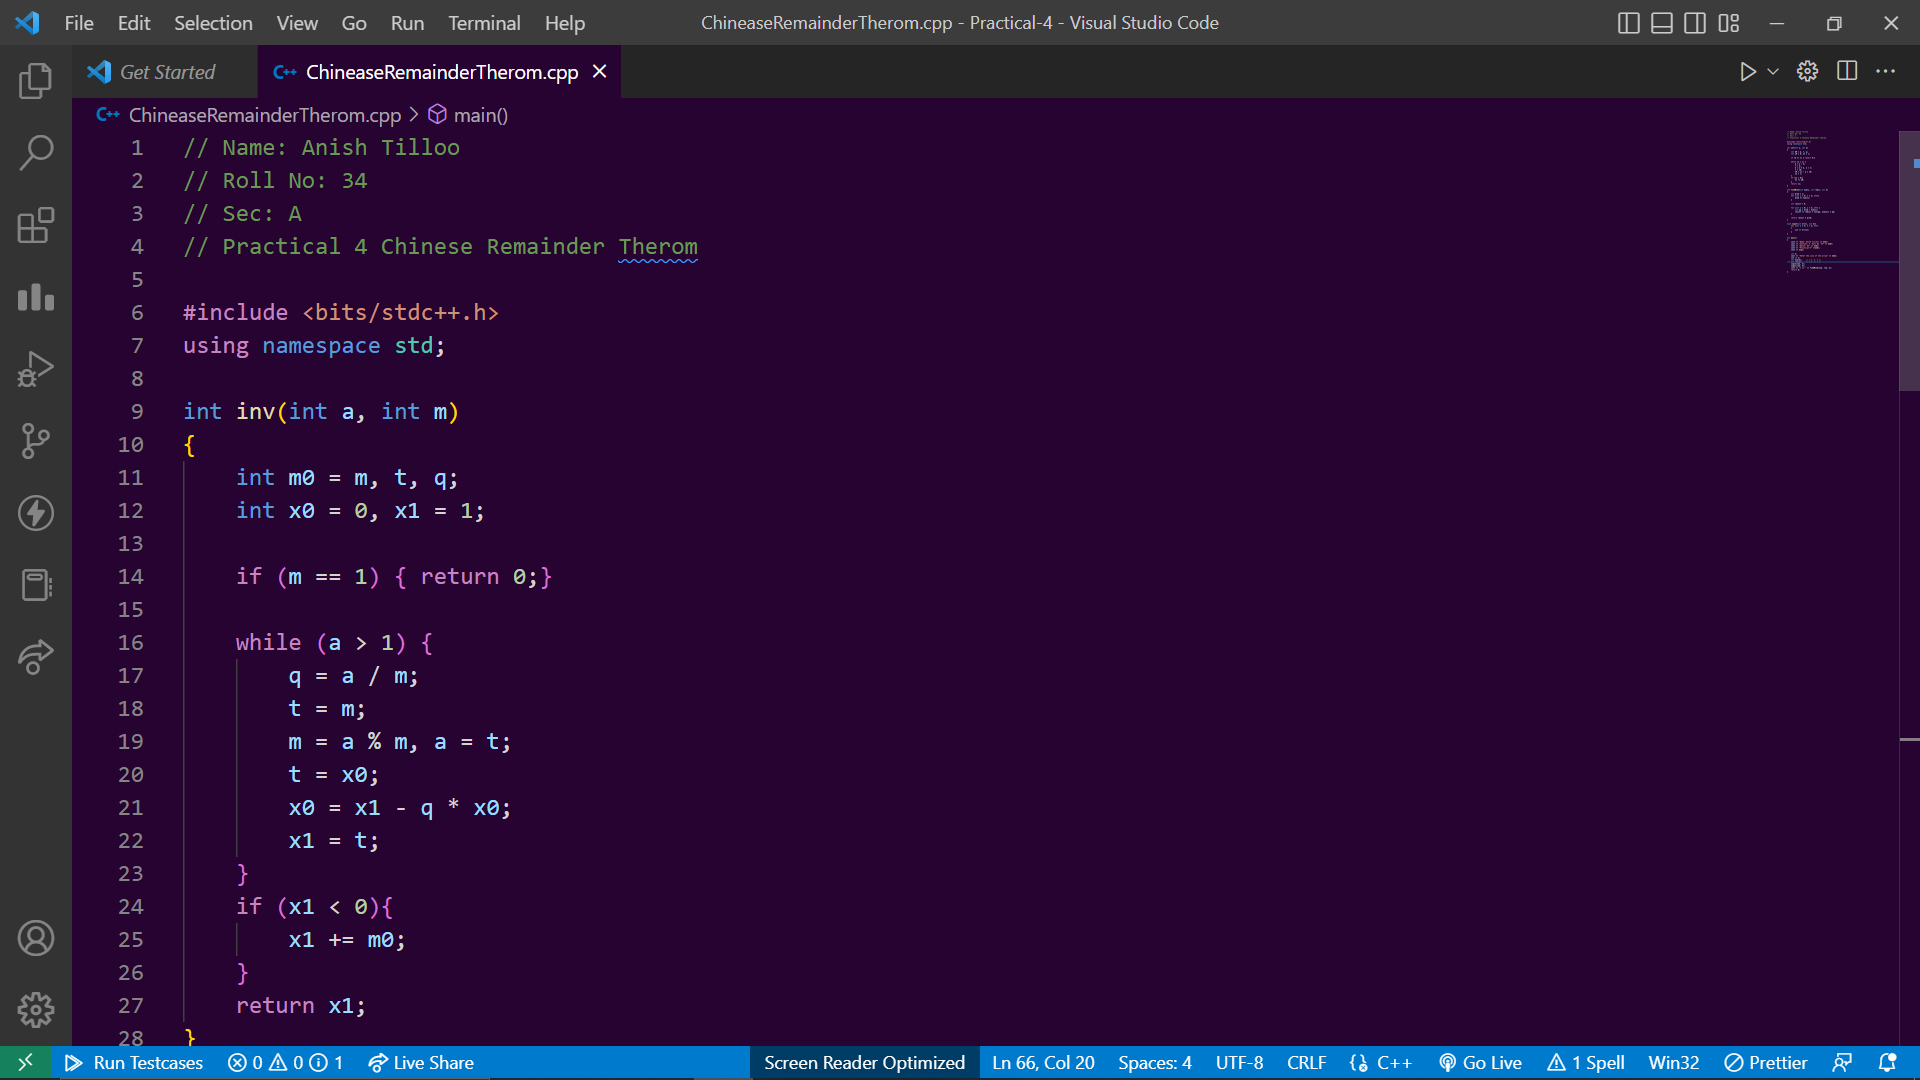 File Edit Selection View Go Run Terminal Help ChineaseRemainderTherom.cpp - Practical-4 - Visual Studio Code
Get Started C++ ChineaseRemainderTherom.cpp
C++ ChineaseRemainderTherom.cpp > main()
1 // Name: Anish Tilloo
2 // Roll No: 34
3 // Sec: A
4 // Practical 4 Chinese Remainder Therom
5
6 #include <bits/stdc++.h>
7 using namespace std;
8
9 int inv(int a, int m)
10 {
11 int m0 = m, t, q;
12 int x0 = 0, x1 = 1;
13
14 if (m == 1) { return 0;}
15
16 while (a > 1) {
17 q = a / m;
18 t = m;
19 m = a % m, a = t;
20 t = x0;
21 x0 = x1 - q * x0;
22 x1 = t;
23 }
24 if (x1 < 0){
25 x1 += m0;
26 }
27 return x1;
28 }
Run Testcases 0 0 1 Live Share Screen Reader Optimized Ln 66, Col 20 Spaces: 4 UTF-8 CRLF C++ Go Live 1 Spell Win32 Prettier